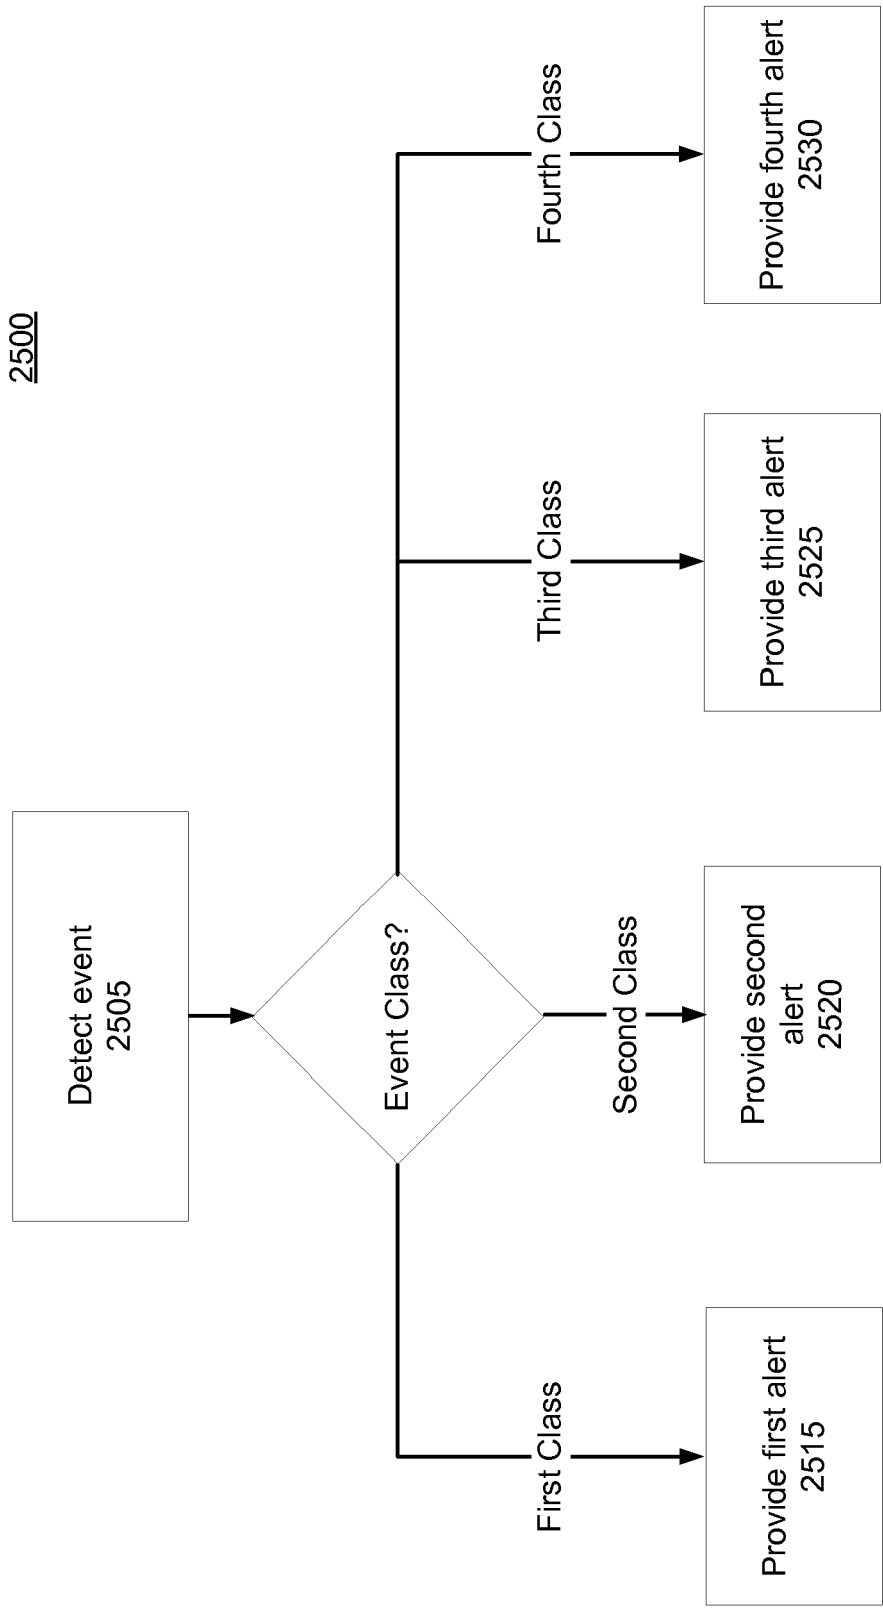 2500
Detect event
2505
Event Class?
First Class
Second Class
Third Class
Fourth Class
Provide first alert
2515
Provide second
alert
2520
Provide third alert
2525
Provide fourth alert
2530